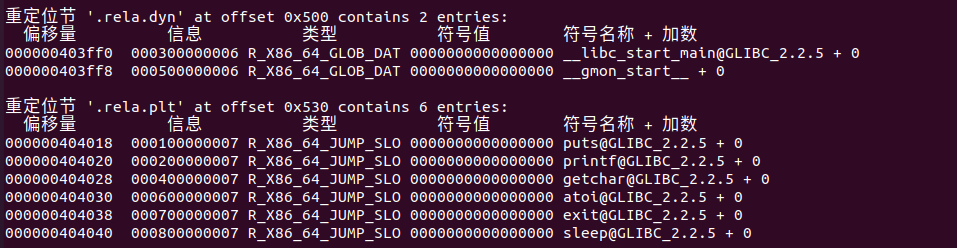 重定位节 '.rela.dyn' at offset 0x500 contains 2 entries:
偏移量 信息 类型 符号值 符号名称 + 加数
000000403ff0 000300000006 R_X86_64_GLOB_DAT 0000000000000000 __libc_start_main@GLIBC_2.2.5 + 0
000000403ff8 000500000006 R_X86_64_GLOB_DAT 0000000000000000 __gmon_start__ + 0
重定位节 '.rela.plt' at offset 0x530 contains 6 entries:
偏移量 信息 类型 符号值 符号名称 + 加数
000000404018 000100000007 R_X86_64_JUMP_SLO 0000000000000000 puts@GLIBC_2.2.5 + 0
000000404020 000200000007 R_X86_64_JUMP_SLO 0000000000000000 printf@GLIBC_2.2.5 + 0
000000404028 000400000007 R_X86_64_JUMP_SLO 0000000000000000 getchar@GLIBC_2.2.5 + 0
000000404030 000600000007 R_X86_64_JUMP_SLO 0000000000000000 atoi@GLIBC_2.2.5 + 0
000000404038 000700000007 R_X86_64_JUMP_SLO 0000000000000000 exit@GLIBC_2.2.5 + 0
000000404040 000800000007 R_X86_64_JUMP_SLO 0000000000000000 sleep@GLIBC_2.2.5 + 0